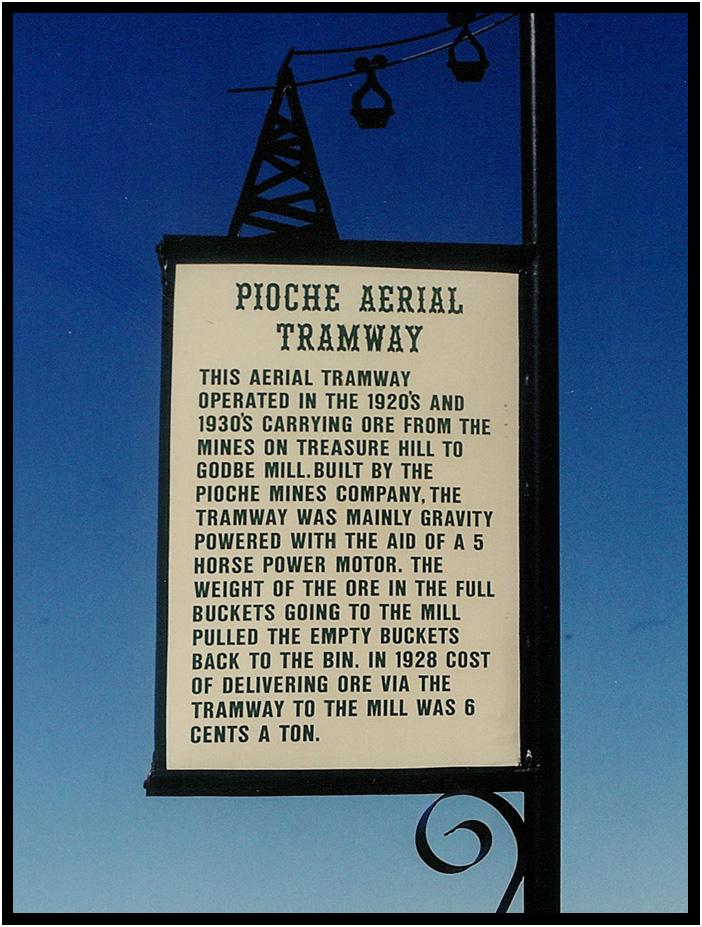 PIOCHE AERIAL
TRAMWAY
THIS AERIAL TRAMWAY
OPERATED IN THE 1920'S AND
1930'S CARRYING ORE FROM THE
MINES ON TREASURE HILL TO
GODBE MILL. BUILT BY THE
PIOCHE MINES COMPANY, THE
TRAMWAY WAS MAINLY GRAVITY
POWERED WITH THE AID OF A 5
HORSE POWER MOTOR. THE
WEIGHT OF THE ORE IN THE FULL
BUCKETS GOING TO THE MILL
PULLED THE EMPTY BUCKETS
BACK TO THE BIN. IN 1928 COST
OF DELIVERING ORE VIA THE
TRAMWAY TO THE MILL WAS 6
CENTS A TON.